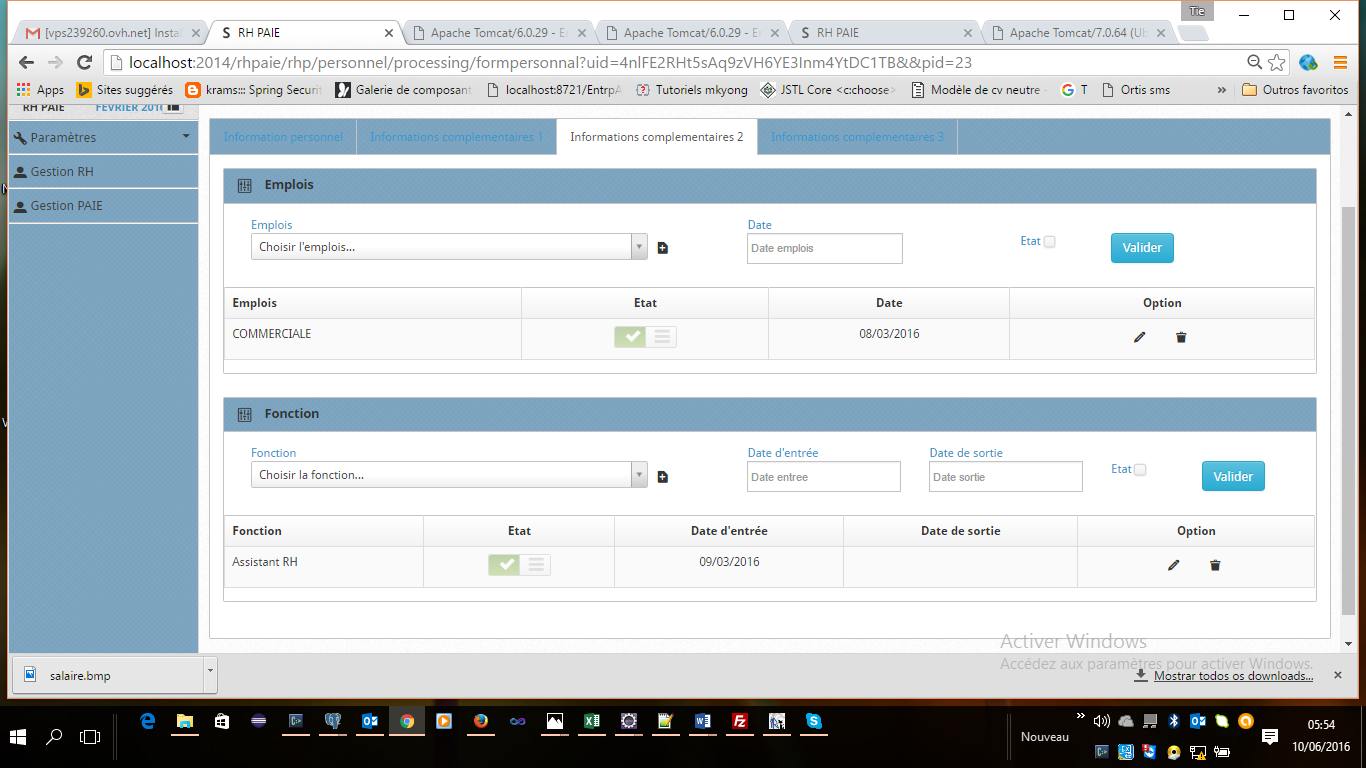 Tie
[vps239260.ovh.net] Insta
S RH PAIE
Apache Tomcat/6.0.29 - E
Apache Tomcat/6.0.29 - E
S RH PAIE
Apache Tomcat/7.0.64 (Ub
localhost:2014/rhpaie/rhp/personnel/processing/formpersonnal?uid=4nlFE2RHt5sAq9zVH6YE3Inm4YtDC1TB&&pid=23
Apps
Sites suggérés
krams::: Spring Securit
Galerie de composant
localhost:8721/EntrpA
Tutoriels mkyong
JSTL Core <c:choose>
Modèle de cv neutre -
T
Ortis sms
»
Outros favoritos
RH PAIE
FEVRIER 2016
Paramètres
Gestion RH
Gestion PAIE
Information personnel
Informations complementaires 1
Informations complementaires 2
Informations complementaires 3
Emplois
Emplois
Date
Choisir l'emplois...
Date emplois
Etat
Valider
Emplois Etat Date Option
COMMERCIALE 08/03/2016
Fonction
Fonction
Date d'entrée
Date de sortie
Choisir la fonction...
Date entree
Date sortie
Etat
Valider
Fonction Etat Date d'entrée Date de sortie Option
Assistant RH 09/03/2016
Activer Windows
Accédez aux paramètres pour activer Windows.
salaire.bmp
Mostrar todos os downloads...
Nouveau
05:54
10/06/2016